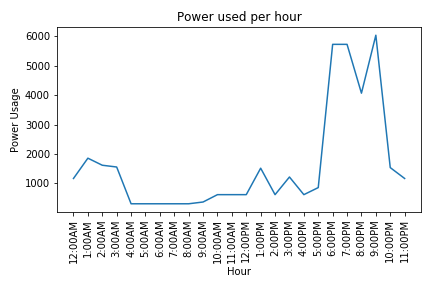 Power used per hour
Power Usage
6000
5000
4000
3000
2000
1000
12:00AM
1:00AM
2:00AM
3:00AM
4:00AM
5:00AM
6:00AM
7:00AM
8:00AM
9:00AM
10:00AM
11:00AM
12:00PM
1:00PM
2:00PM
3:00PM
4:00PM
5:00PM
6:00PM
7:00PM
8:00PM
9:00PM
10:00PM
11:00PM
Hour